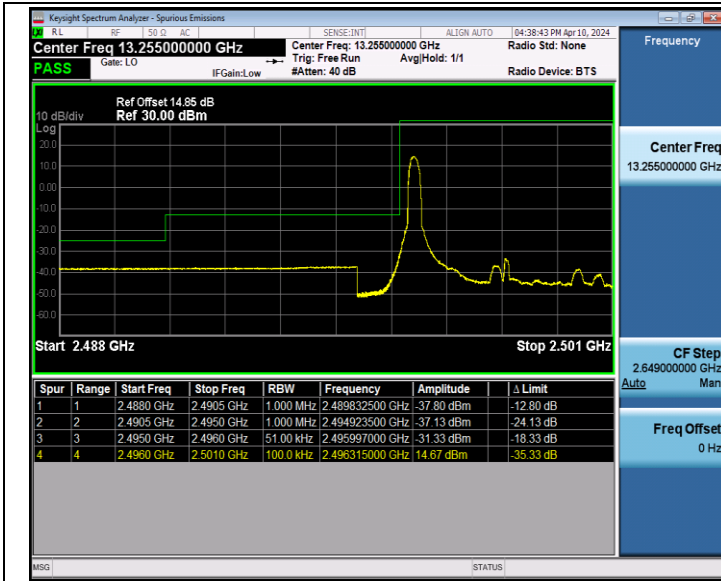 Keysight Spectrum Analyzer - Spurious Emissions
RL RF 50 Ω AC SENSE:INT ALIGN AUTO 04:38:43 PM Apr 10, 2024
Center Freq 13.255000000 GHz Center Freq: 13.255000000 GHz Radio Std: None
PASS Gate: LO IFGain:Low Trig: Free Run Avg|Hold: 1/1
#Atten: 40 dB Radio Device: BTS
Ref Offset 14.85 dB
10 dB/div Ref 30.00 dBm
Log
20.0
10.0
0.00
-10.0
-20.0
-30.0
-40.0
-50.0
-60.0
Start 2.488 GHz Stop 2.501 GHz
Spur Range Start Freq Stop Freq RBW Frequency Amplitude Δ Limit
1 1 2.4880 GHz 2.4905 GHz 1.000 MHz 2.489832500 GHz -37.80 dBm -12.80 dB
2 2 2.4905 GHz 2.4950 GHz 1.000 MHz 2.494923500 GHz -37.13 dBm -24.13 dB
3 3 2.4950 GHz 2.4960 GHz 51.00 kHz 2.495997000 GHz -31.33 dBm -18.33 dB
4 4 2.4960 GHz 2.5010 GHz 100.0 kHz 2.496315000 GHz 14.67 dBm -35.33 dB
MSG STATUS
Frequency
Center Freq
13.255000000 GHz
CF Step
2.649000000 GHz
Auto Man
Freq Offset
0 Hz